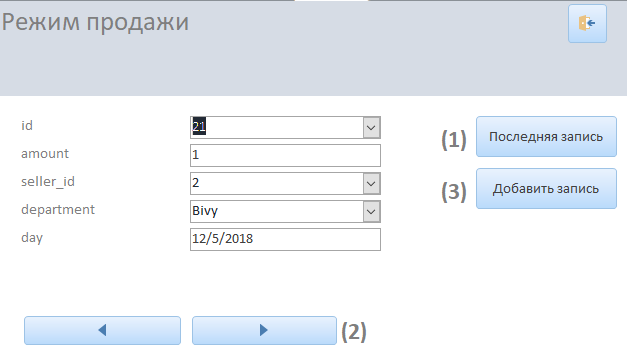 Режим продажи
id 21
(1) Последняя запись
amount 1
seller_id 2
(3) Добавить запись
department Bivy
day 12/5/2018
(2)